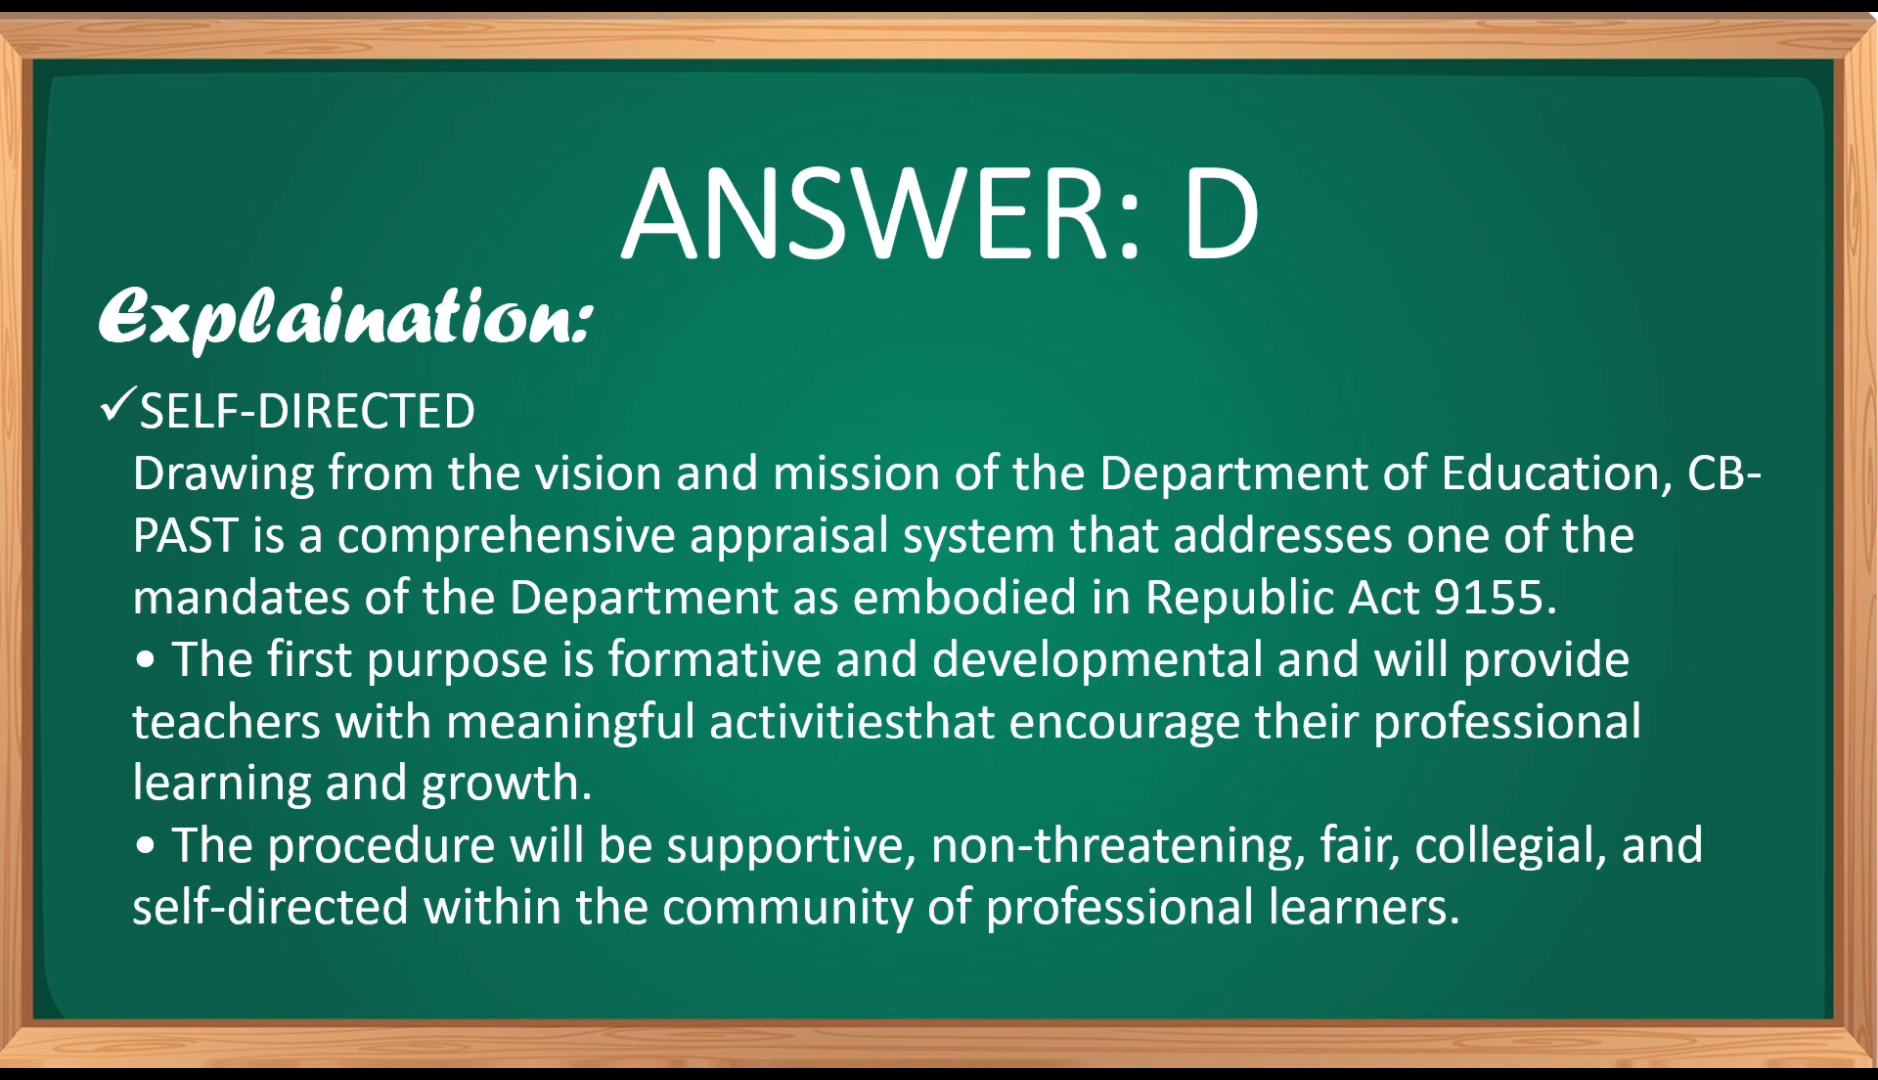 ANSWER: D
Explaination:
✓SELF-DIRECTED
Drawing from the vision and mission of the Department of Education, CB-
PAST is a comprehensive appraisal system that addresses one of the
mandates of the Department as embodied in Republic Act 9155.
• The first purpose is formative and developmental and will provide
teachers with meaningful activitiesthat encourage their professional
learning and growth.
• The procedure will be supportive, non-threatening, fair, collegial, and
self-directed within the community of professional learners.